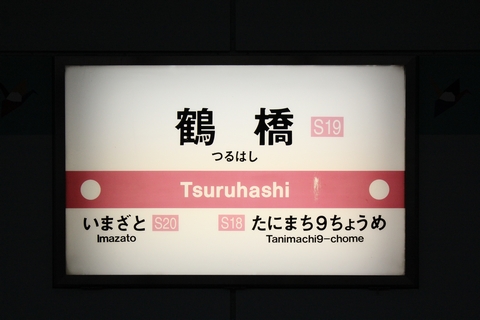 鶴橋 S19
つるはし
Tsuruhashi
いまざと S20 S18 たにまち9ちょうめ
Imazato Tanimachi9-chome